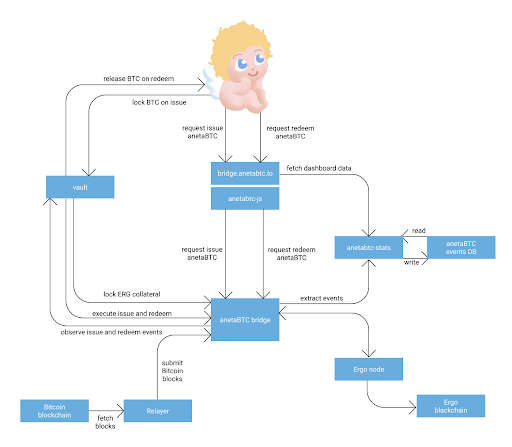 release BTC on redeem
lock BTC on issue
request issue
anetaBTC
request redeem
anetaBTC
bridge.anetabtc.io
fetch dashboard data
vault
anetabtc-js
request issue
anetaBTC
request redeem
anetaBTC
anetabtc-stats
read
write
anetaBTC
events DB
lock ERG collateral
extract events
execute issue and redeem
anetaBTC bridge
observe issue and redeem events
submit
Bitcoin
blocks
Ergo node
Bitcoin
blockchain
fetch
blocks
Relayer
Ergo
blockchain